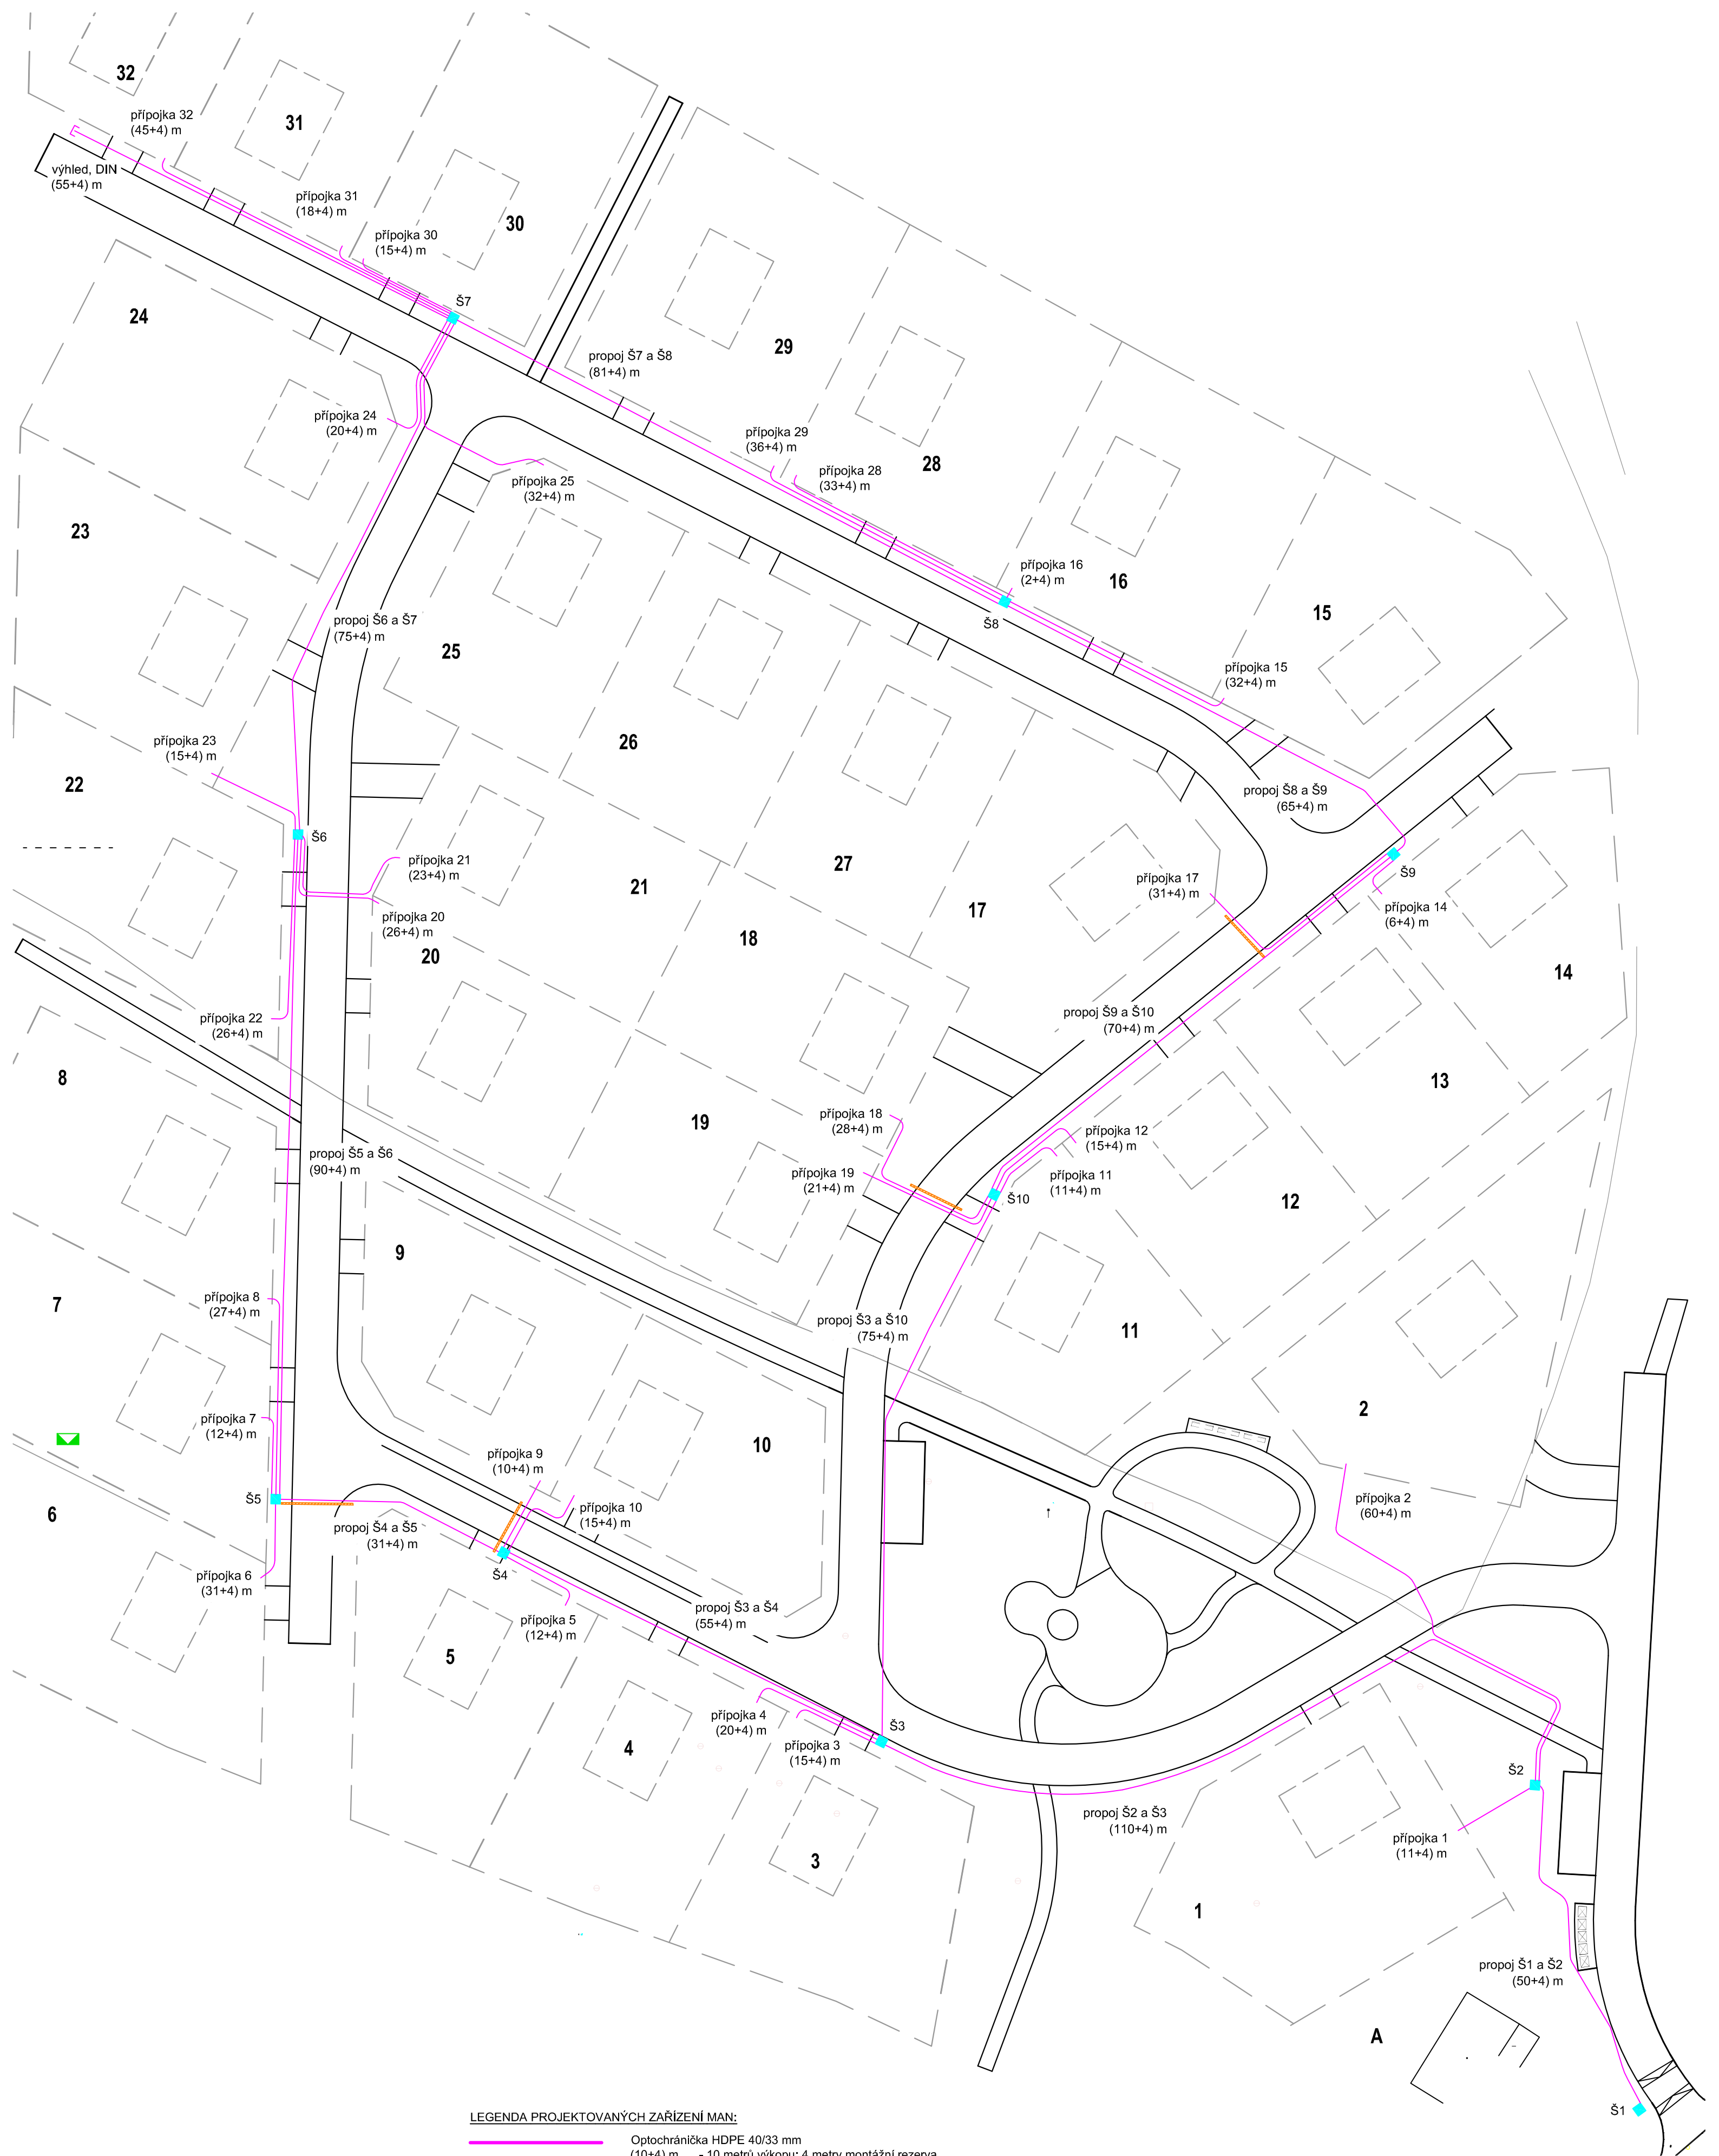 32
přípojka 32
(45+4) m
31
výhled, DIN
(55+4) m
přípojka 31
(18+4) m
30
přípojka 30
(15+4) m
Š7
24
29
propoj Š7 a Š8
(81+4) m
přípojka 24
(20+4) m
přípojka 29
(36+4) m
28
přípojka 28
(33+4) m
přípojka 25
(32+4) m
23
přípojka 16
(2+4) m
16
15
propoj Š6 a Š7
(75+4) m
Š8
25
přípojka 15
(32+4) m
26
přípojka 23
(15+4) m
22
propoj Š8 a Š9
(65+4) m
Š6
přípojka 21
(23+4) m
27
21
Š9
přípojka 17
(31+4) m
17
přípojka 14
(6+4) m
přípojka 20
(26+4) m
20
18
14
přípojka 22
(26+4) m
propoj Š9 a Š10
(70+4) m
8
13
19
přípojka 18
(28+4) m
přípojka 12
(15+4) m
propoj Š5 a Š6
(90+4) m
přípojka 19
(21+4) m
přípojka 11
(11+4) m
Š10
12
9
přípojka 8
(27+4) m
7
propoj Š3 a Š10
(75+4) m
11
2
přípojka 7
(12+4) m
10
přípojka 9
(10+4) m
Š5
přípojka 10
(15+4) m
přípojka 2
(60+4) m
6
propoj Š4 a Š5
(31+4) m
Š4
přípojka 6
(31+4) m
přípojka 5
(12+4) m
propoj Š3 a Š4
(55+4) m
5
přípojka 4
(20+4) m
Š3
přípojka 3
(15+4) m
4
Š2
propoj Š2 a Š3
(110+4) m
přípojka 1
(11+4) m
3
1
propoj Š1 a Š2
(50+4) m
A
Š1
LEGENDA PROJEKTOVANÝCH ZAŘÍZENÍ MAN:
Optochránička HDPE 40/33 mm
(10+4) m - 10 metrů výkopu; 4 metry montážní rezerva